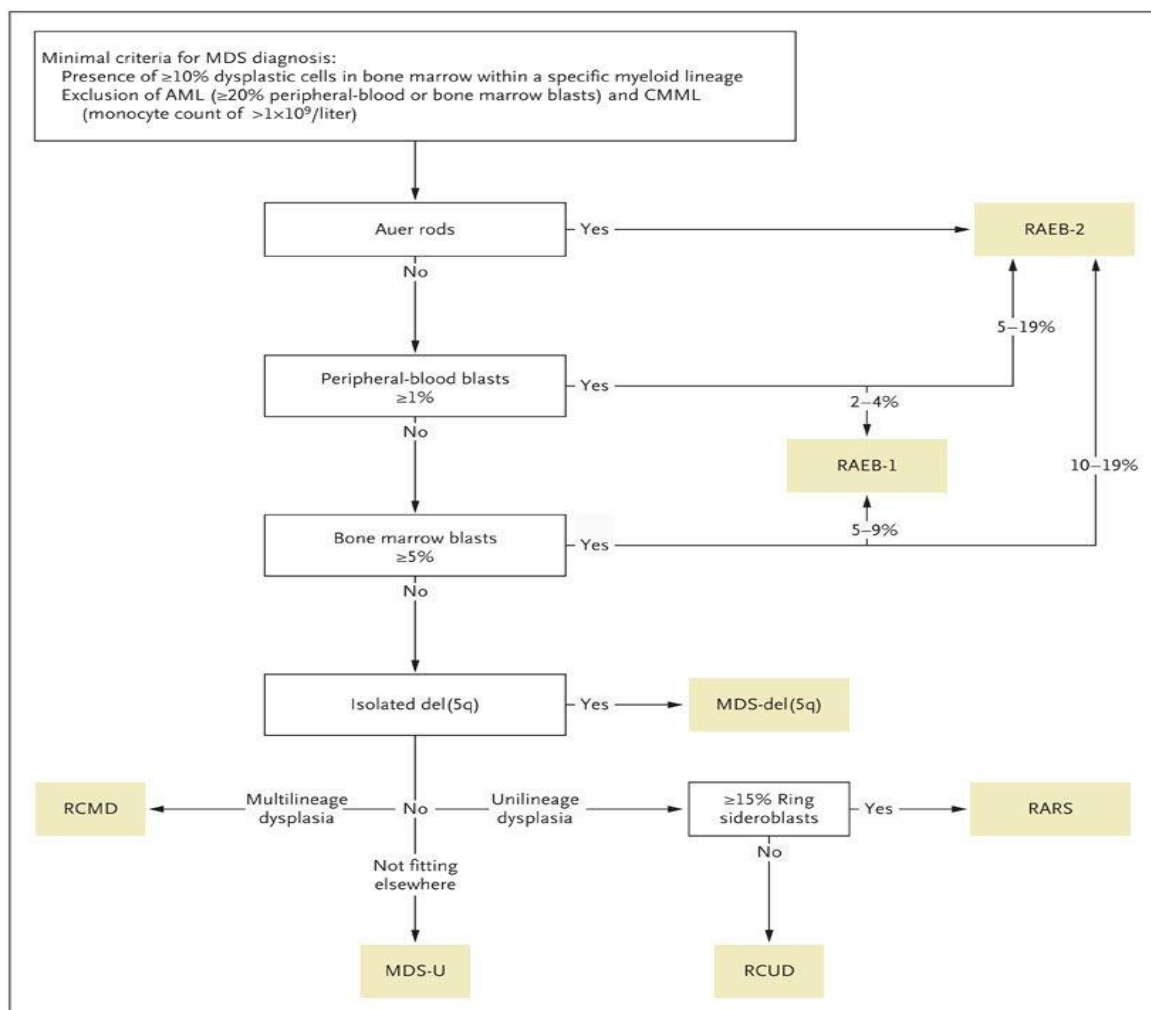 Minimal criteria for MDS diagnosis:
Presence of ≥10% dysplastic cells in bone marrow within a specific myeloid lineage
Exclusion of AML (≥20% peripheral-blood or bone marrow blasts) and CMML
(monocyte count of >1×10⁹/liter)
Auer rods
Yes
RAEB-2
No
5–19%
Peripheral-blood blasts
≥1%
Yes
2–4%
No
RAEB-1
10–19%
5–9%
Bone marrow blasts
≥5%
Yes
No
Isolated del(5q)
Yes
MDS-del(5q)
RCMD
Multilineage
dysplasia
No
Unilineage
dysplasia
≥15% Ring
sideroblasts
Yes
RARS
No
Not fitting
elsewhere
MDS-U
RCUD